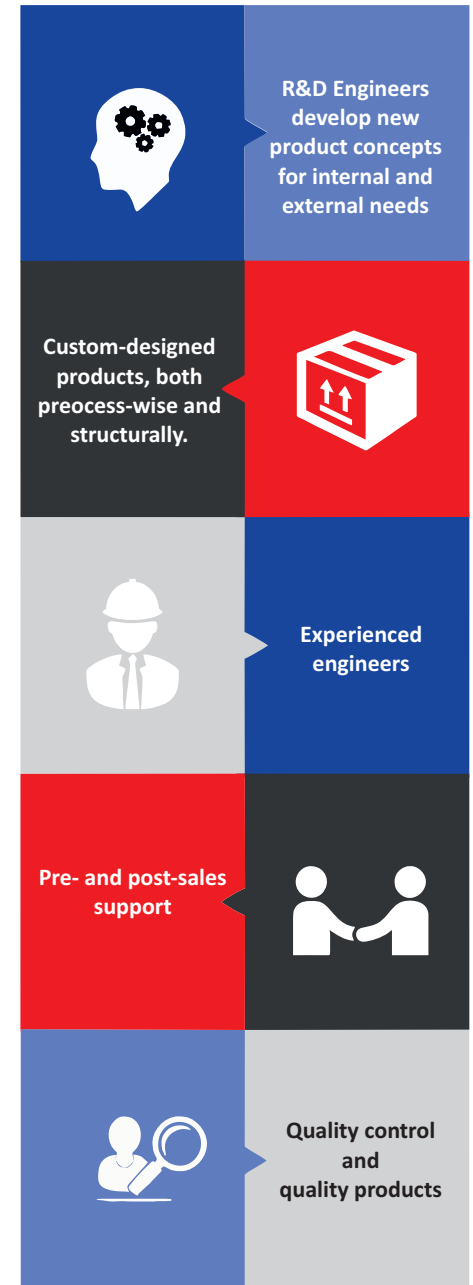 R&D Engineers
develop new
product concepts
for internal and
external needs
Custom-designed
products, both
preocess-wise and
structurally.
Experienced
engineers
Pre- and post-sales
support
Quality control
and
quality products